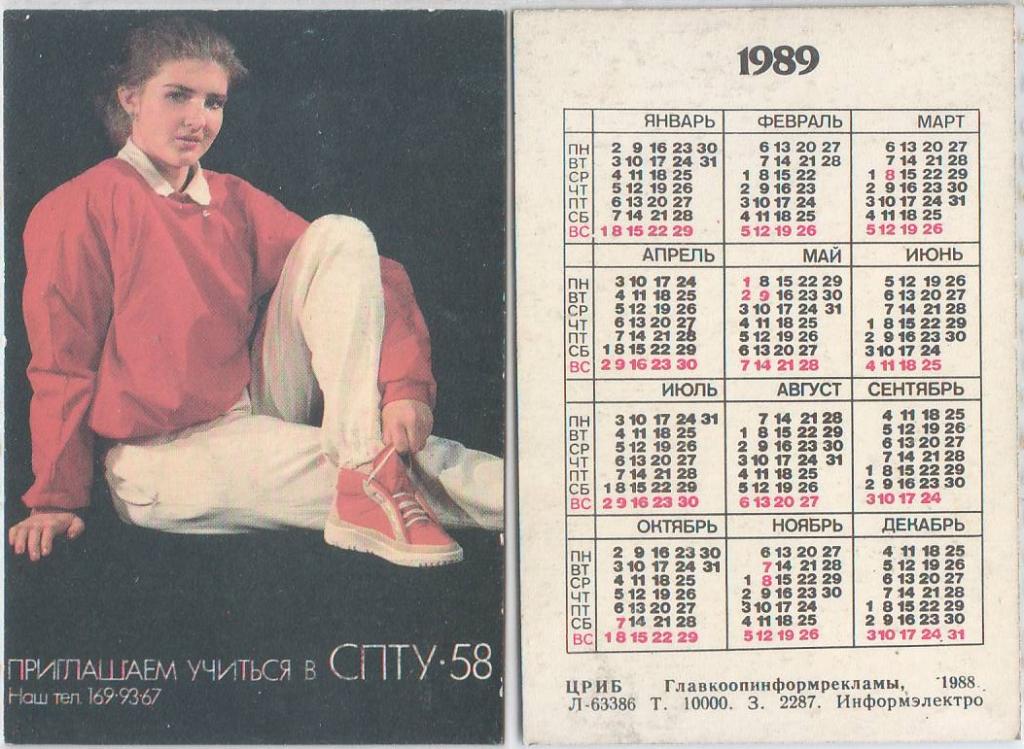 ПРИГЛАШАЕМ УЧИТЬСЯ В СПТУ·58
Наш тел. 169·93·67
1989
ЯНВАРЬ ФЕВРАЛЬ МАРТ
ПН 2 9 16 23 30 6 13 20 27 6 13 20 27
ВТ 3 10 17 24 31 7 14 21 28 7 14 21 28
СР 4 11 18 25 1 8 15 22 1 8 15 22 29
ЧТ 5 12 19 26 2 9 16 23 2 9 16 23 30
ПТ 6 13 20 27 3 10 17 24 3 10 17 24 31
СБ 7 14 21 28 4 11 18 25 4 11 18 25
ВС 1 8 15 22 29 5 12 19 26 5 12 19 26
АПРЕЛЬ МАЙ ИЮНЬ
ПН 3 10 17 24 1 8 15 22 29 5 12 19 26
ВТ 4 11 18 25 2 9 16 23 30 6 13 20 27
СР 5 12 19 26 3 10 17 24 31 7 14 21 28
ЧТ 6 13 20 27 4 11 18 25 1 8 15 22 29
ПТ 7 14 21 28 5 12 19 26 2 9 16 23 30
СБ 1 8 15 22 29 6 13 20 27 3 10 17 24
ВС 2 9 16 23 30 7 14 21 28 4 11 18 25
ИЮЛЬ АВГУСТ СЕНТЯБРЬ
ПН 3 10 17 24 31 7 14 21 28 4 11 18 25
ВТ 4 11 18 25 1 8 15 22 29 5 12 19 26
СР 5 12 19 26 2 9 16 23 30 6 13 20 27
ЧТ 6 13 20 27 3 10 17 24 31 7 14 21 28
ПТ 7 14 21 28 4 11 18 25 1 8 15 22 29
СБ 1 8 15 22 29 5 12 19 26 2 9 16 23 30
ВС 2 9 16 23 30 6 13 20 27 3 10 17 24
ОКТЯБРЬ НОЯБРЬ ДЕКАБРЬ
ПН 2 9 16 23 30 6 13 20 27 4 11 18 25
ВТ 3 10 17 24 31 7 14 21 28 5 12 19 26
СР 4 11 18 25 1 8 15 22 29 6 13 20 27
ЧТ 5 12 19 26 2 9 16 23 30 7 14 21 28
ПТ 6 13 20 27 3 10 17 24 1 8 15 22 29
СБ 7 14 21 28 4 11 18 25 2 9 16 23 30
ВС 1 8 15 22 29 5 12 19 26 3 10 17 24 31
ЦРИБ Главкоопинформрекламы, 1988.
Л-63386 Т. 10000. З. 2287. Информэлектро